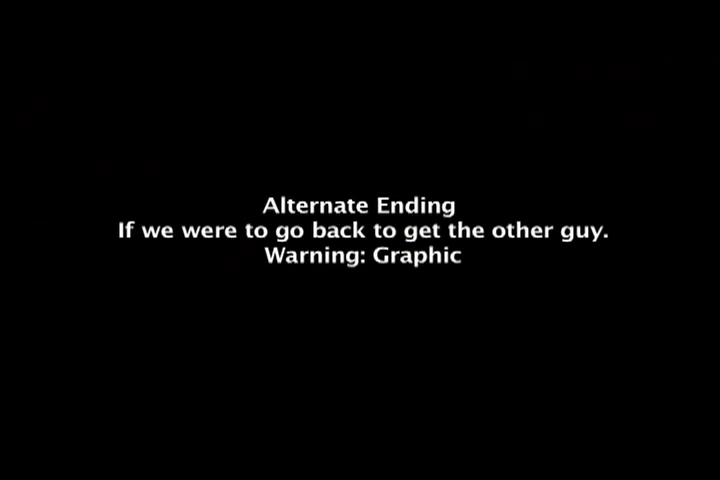 Alternate Ending
If we were to go back to get the other guy.
Warning: Graphic